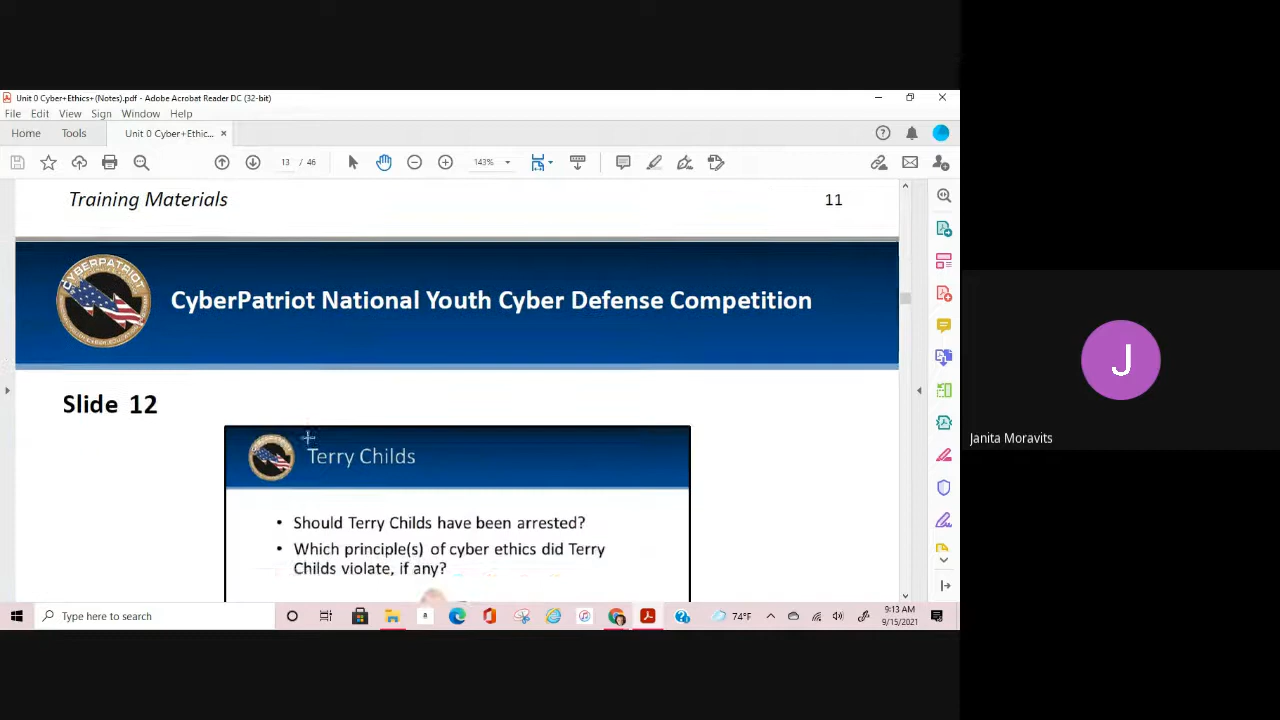 Unit 0 Cyber+Ethics+(Notes).pdf - Adobe Acrobat Reader DC (32-bit)
File Edit View Sign Window Help
Home Tools Unit 0 Cyber+Ethic... ×
13 / 46 143%
Training Materials 11
CYBERPATRIOT
CyberPatriot National Youth Cyber Defense Competition
Slide 12
Terry Childs
• Should Terry Childs have been arrested?
• Which principle(s) of cyber ethics did Terry
Childs violate, if any?
J
Janita Moravits
Type here to search
74°F
9:13 AM
9/15/2021